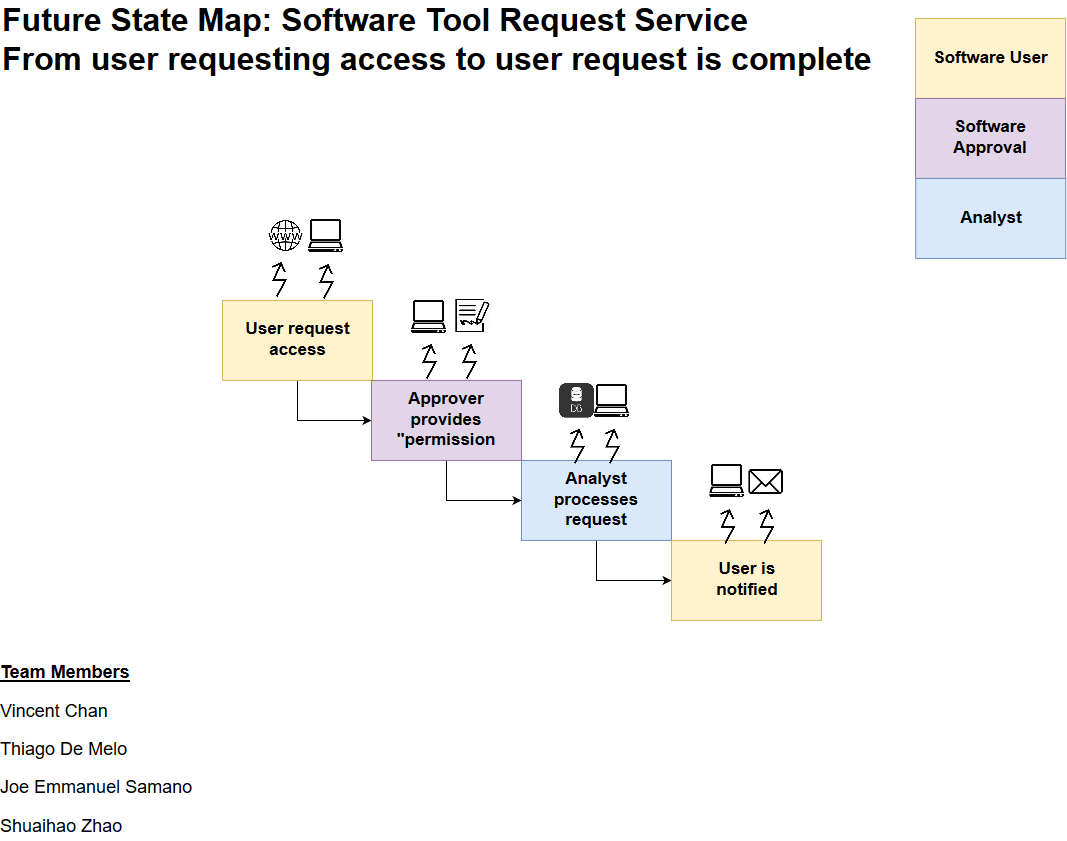 Future State Map: Software Tool Request Service
From user requesting access to user request is complete
Software User
Software
Approval
Analyst
WWW
User request
access
Approver
provides
"permission
DB
Analyst
processes
request
User is
notified
Team Members
Vincent Chan
Thiago De Melo
Joe Emmanuel Samano
Shuaihao Zhao